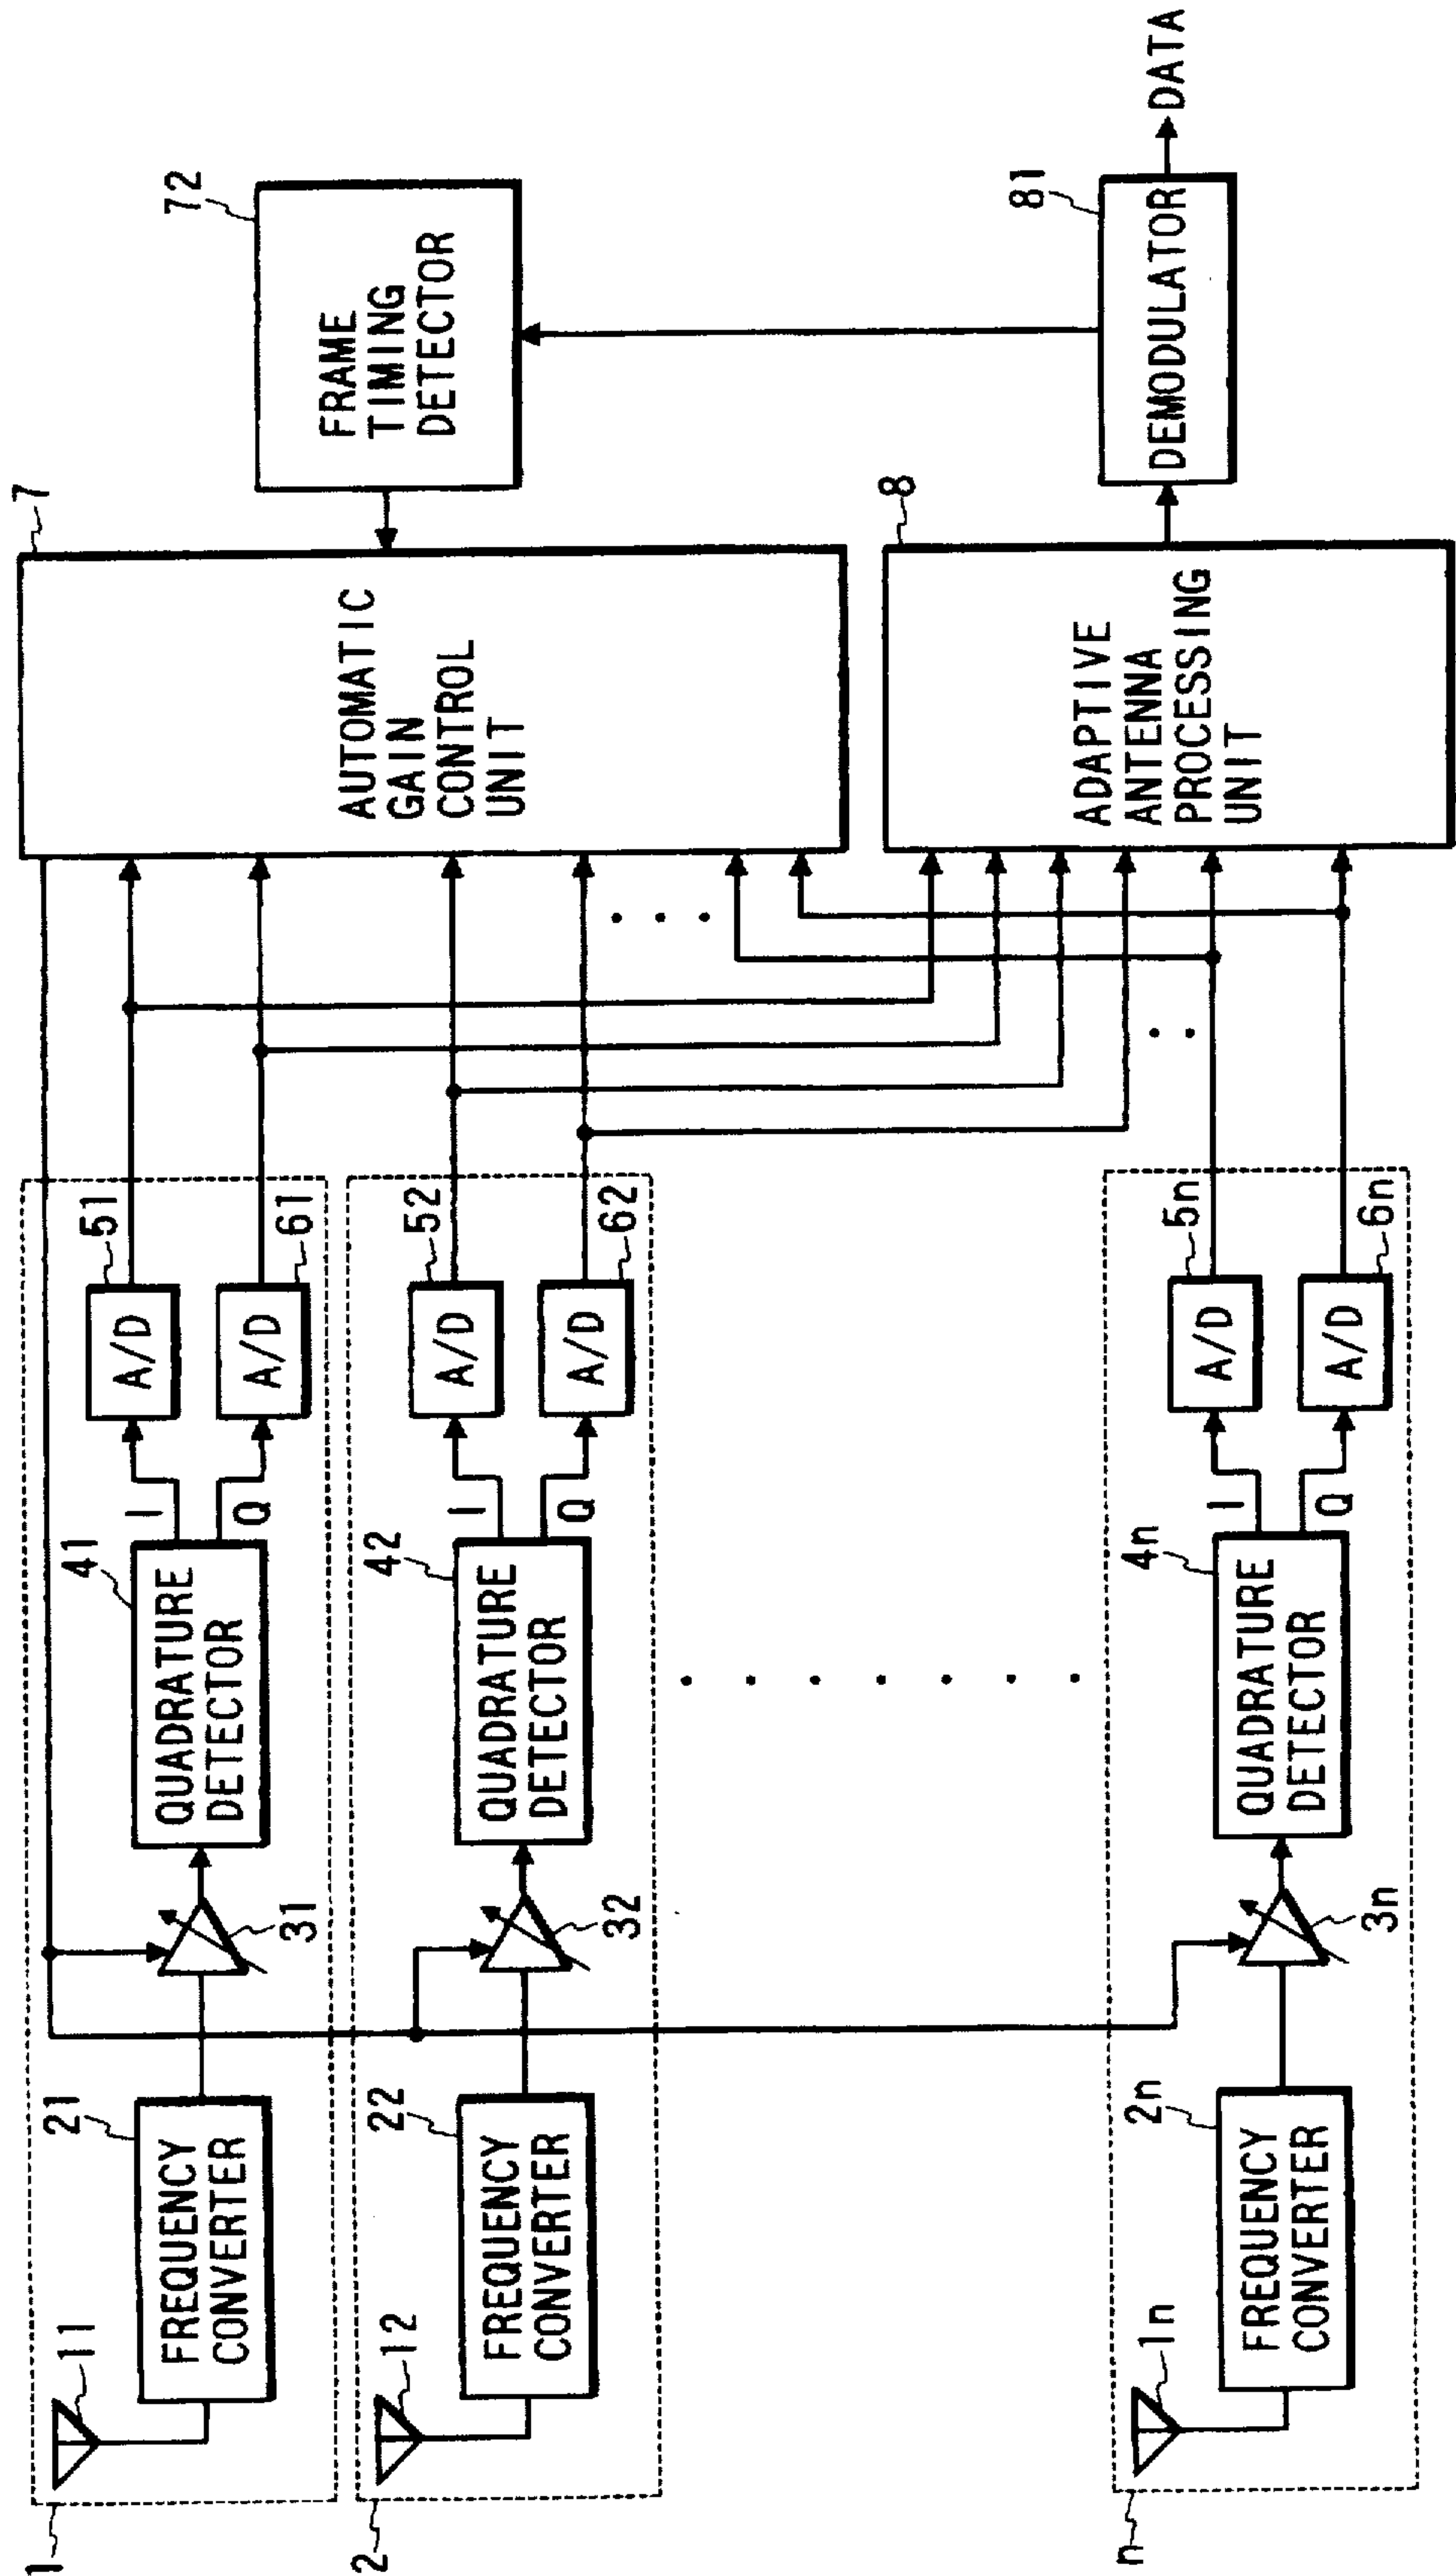 1
11
21
FREQUENCY
CONVERTER
31
41
QUADRATURE
DETECTOR
I
Q
51
A/D
61
A/D
2
12
22
FREQUENCY
CONVERTER
32
42
QUADRATURE
DETECTOR
I
Q
52
A/D
62
A/D
n
1n
2n
FREQUENCY
CONVERTER
3n
4n
QUADRATURE
DETECTOR
I
Q
5n
A/D
6n
A/D
7
AUTOMATIC
GAIN
CONTROL
UNIT
72
FRAME
TIMING
DETECTOR
8
ADAPTIVE
ANTENNA
PROCESSING
UNIT
81
DEMODULATOR
DATA